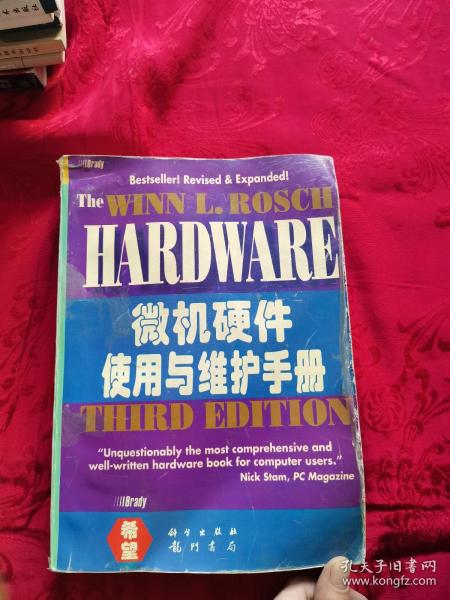 Brady
Bestseller! Revised & Expanded!
The WINN L. ROSCH
HARDWARE
微机硬件
使用与维护手册
THIRD EDITION
"Unquestionably the most comprehensive and
well-written hardware book for computer users."
Nick Stam, PC Magazine
Brady
希望
科学出版社
龍門書局
孔夫子旧书网
www.kongfz.com